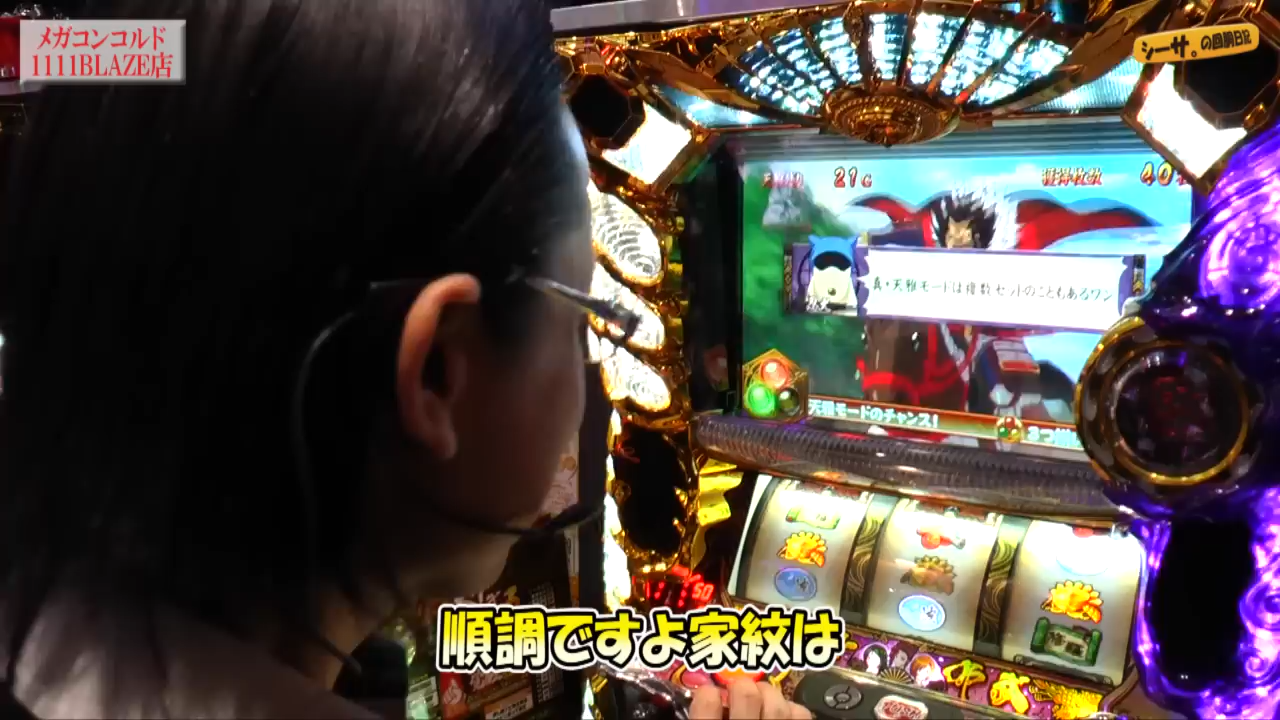 メガコンコルド
1111BLAZE店
シーサ。の回胴日記
21G
獲得枚数 40
真・天雅モードは複数セットのこともあるワン
天雅モードのチャンス!
50
順調ですよ家紋は